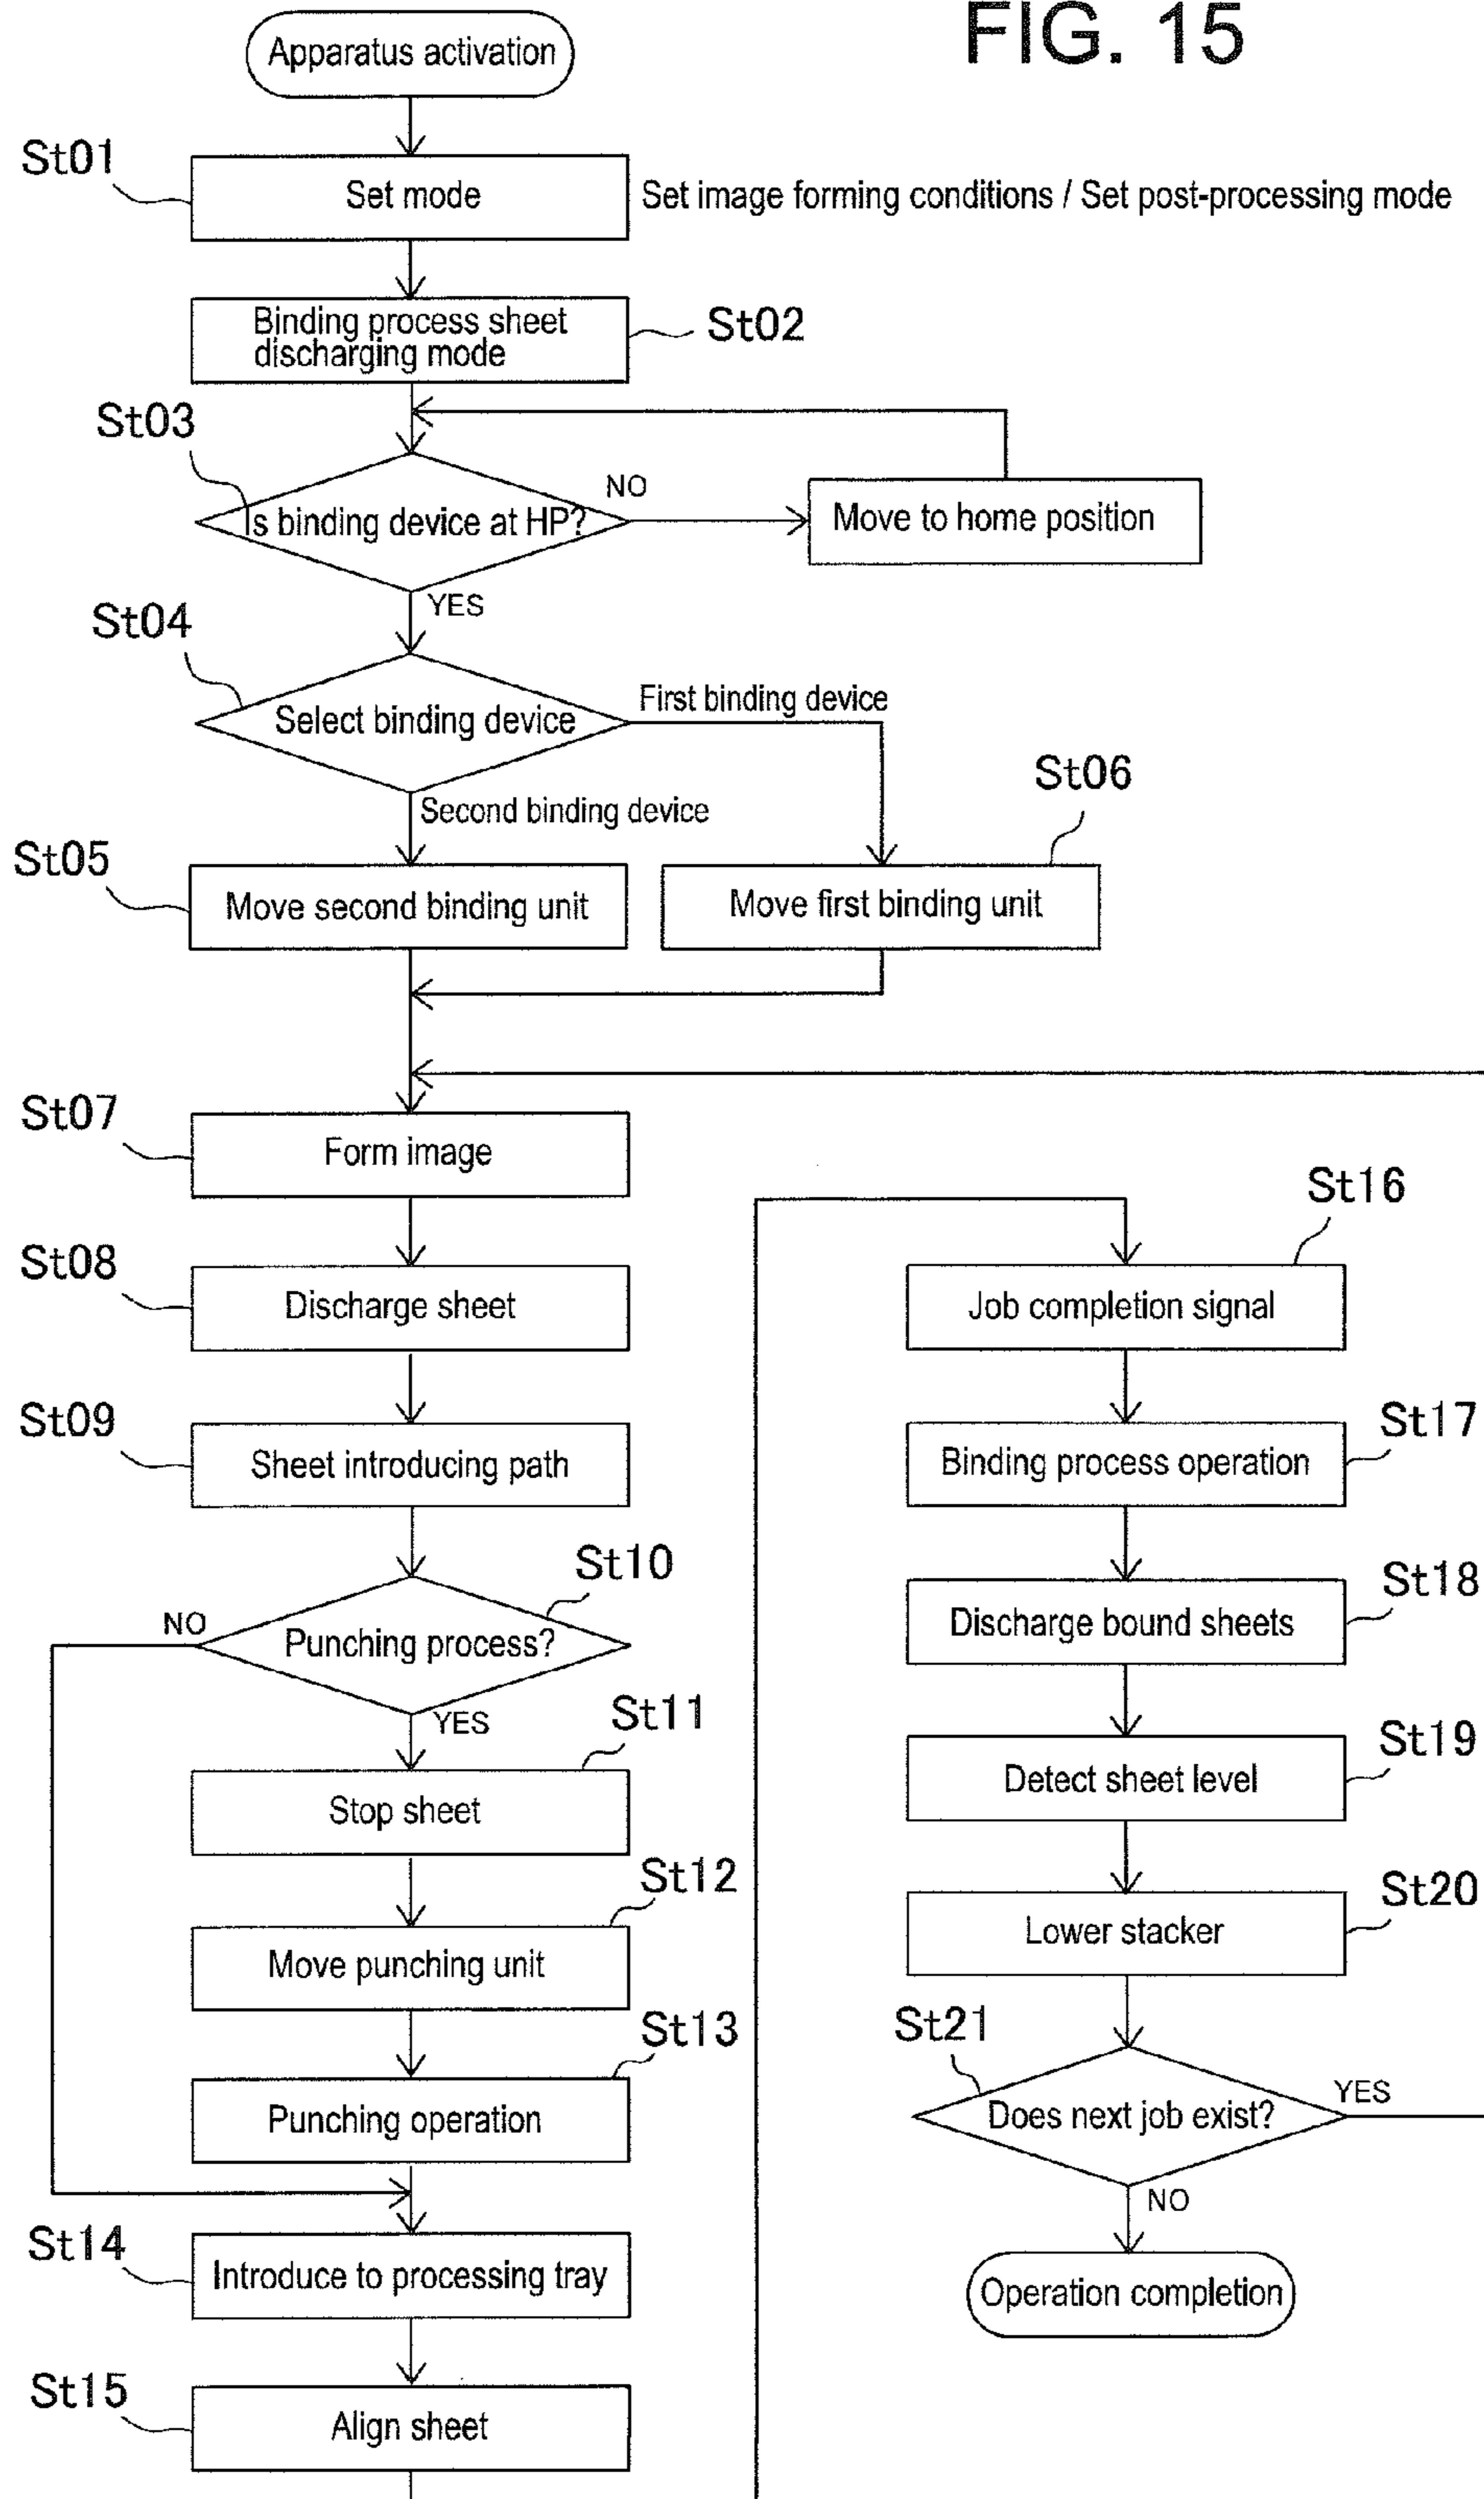 FIG. 15
Apparatus activation
St01
Set mode
Set image forming conditions / Set post-processing mode
Binding process sheet
discharging mode
St02
St03
Is binding device at HP?
NO
Move to home position
YES
St04
Select binding device
First binding device
Second binding device
St05
Move second binding unit
St06
Move first binding unit
St07
Form image
St08
Discharge sheet
St09
Sheet introducing path
St10
NO
Punching process?
YES
St11
Stop sheet
St12
Move punching unit
St13
Punching operation
St14
Introduce to processing tray
St15
Align sheet
St16
Job completion signal
St17
Binding process operation
St18
Discharge bound sheets
St19
Detect sheet level
St20
Lower stacker
St21
Does next job exist?
YES
NO
Operation completion